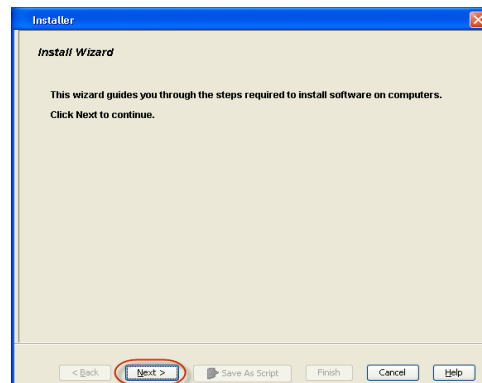 Installer
Install Wizard
This wizard guides you through the steps required to install software on computers.
Click Next to continue.
< Back
Next >
Save As Script
Finish
Cancel
Help